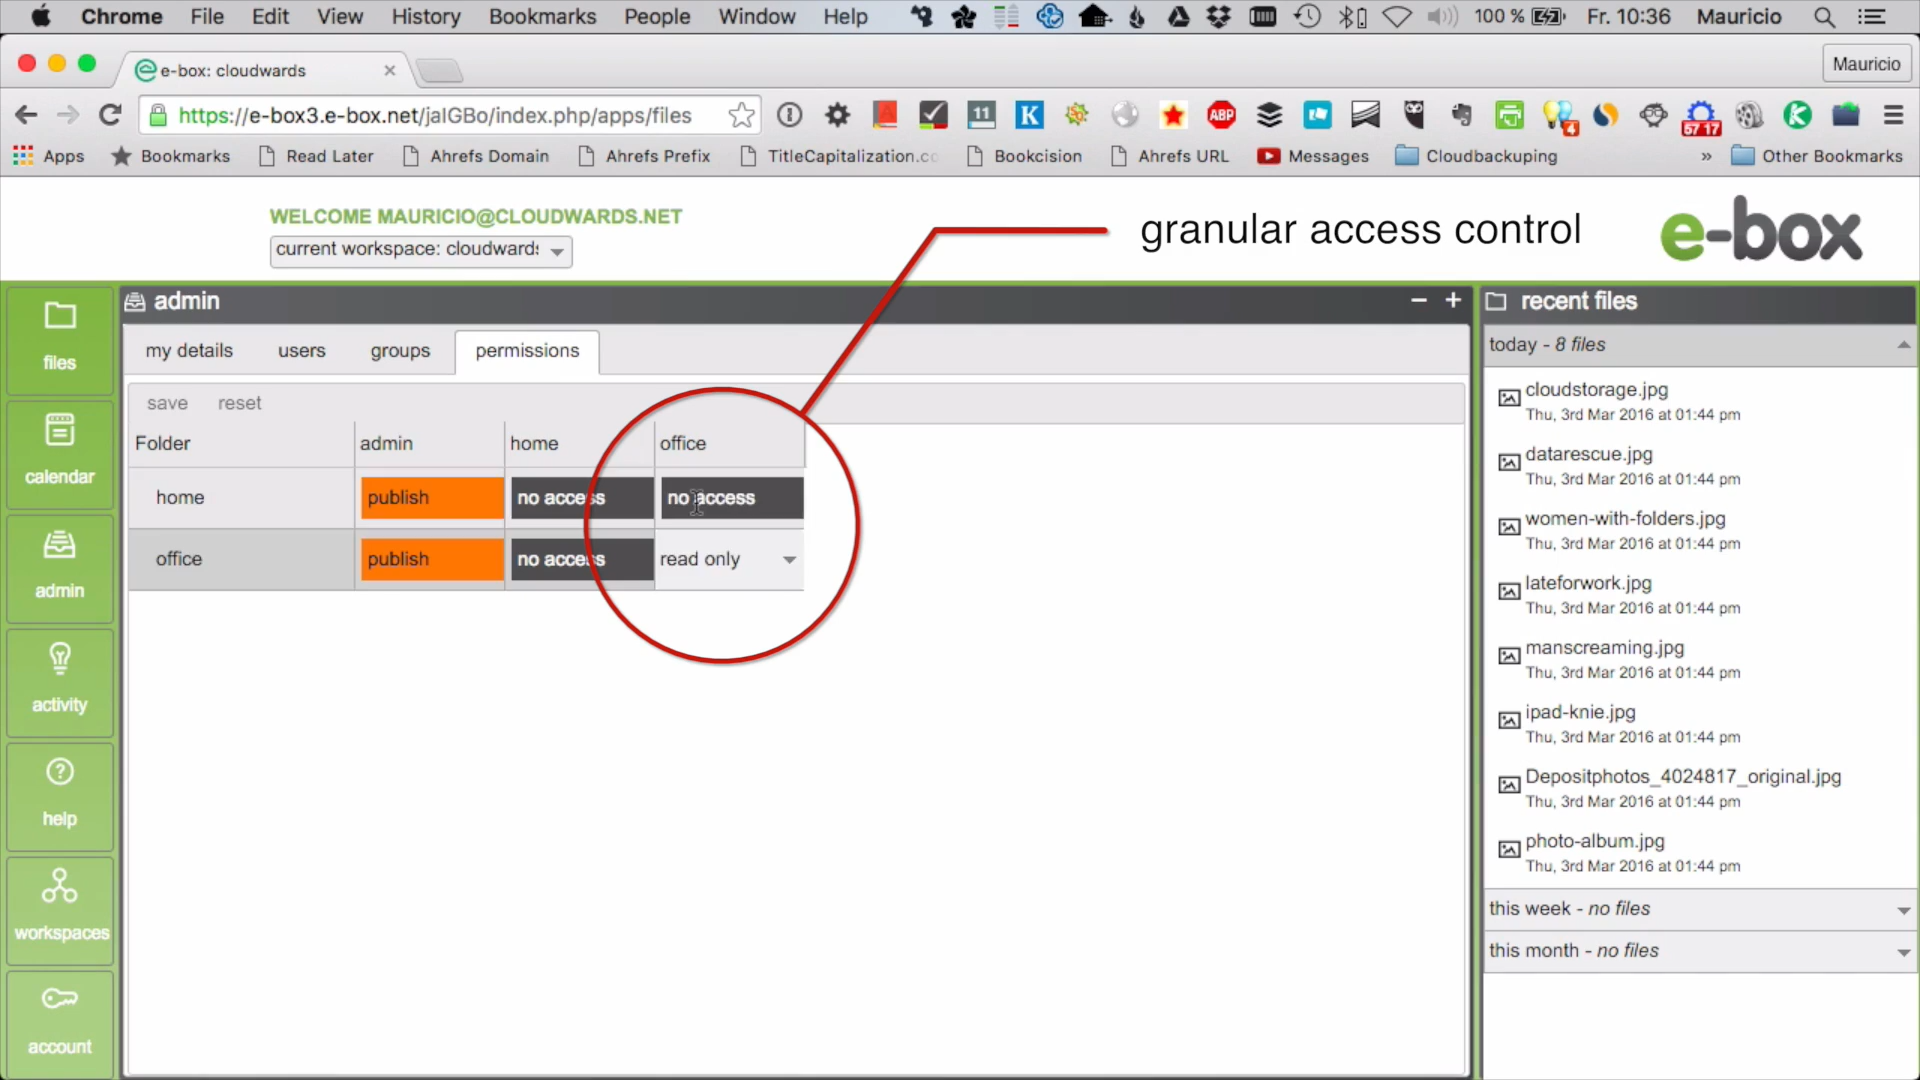 Chrome File Edit View History Bookmarks People Window Help 100 % Fr. 10:36 Mauricio
e-box: cloudwards
Mauricio
https://e-box3.e-box.net/jaIGBo/index.php/apps/files
11 K ABP 4 57 17 K
Apps Bookmarks Read Later Ahrefs Domain Ahrefs Prefix TitleCapitalization.co Bookcision Ahrefs URL Messages Cloudbackuping » Other Bookmarks
WELCOME MAURICIO@CLOUDWARDS.NET
current workspace: cloudwards
granular access control
e-box
files
calendar
admin
activity
help
workspaces
account
admin
my details users groups permissions
save reset
Folder admin home office
home publish no access no access
office publish no access read only
recent files
today - 8 files
cloudstorage.jpg
Thu, 3rd Mar 2016 at 01:44 pm
datarescue.jpg
Thu, 3rd Mar 2016 at 01:44 pm
women-with-folders.jpg
Thu, 3rd Mar 2016 at 01:44 pm
lateforwork.jpg
Thu, 3rd Mar 2016 at 01:44 pm
manscreaming.jpg
Thu, 3rd Mar 2016 at 01:44 pm
ipad-knie.jpg
Thu, 3rd Mar 2016 at 01:44 pm
Depositphotos_4024817_original.jpg
Thu, 3rd Mar 2016 at 01:44 pm
photo-album.jpg
Thu, 3rd Mar 2016 at 01:44 pm
this week - no files
this month - no files